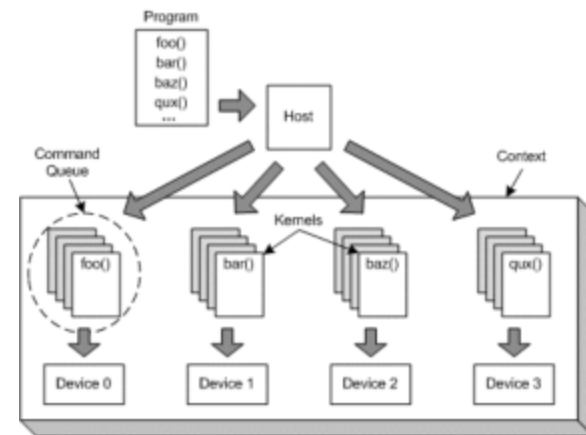 Program
foo()
bar()
baz()
qux()
...
Host
Command
Queue
Context
Kernels
foo()
bar()
baz()
qux()
Device 0
Device 1
Device 2
Device 3